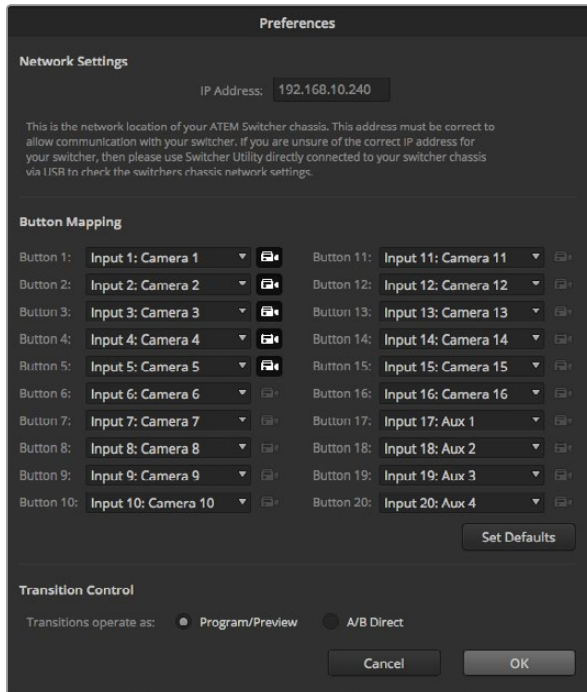 Preferences
Network Settings
IP Address: 192.168.10.240
This is the network location of your ATEM Switcher chassis. This address must be correct to
allow communication with your switcher. If you are unsure of the correct IP address for
your switcher, then please use Switcher Utility directly connected to your switcher chassis
via USB to check the switchers chassis network settings.
Button Mapping
Button 1: Input 1: Camera 1 Button 11: Input 11: Camera 11
Button 2: Input 2: Camera 2 Button 12: Input 12: Camera 12
Button 3: Input 3: Camera 3 Button 13: Input 13: Camera 13
Button 4: Input 4: Camera 4 Button 14: Input 14: Camera 14
Button 5: Input 5: Camera 5 Button 15: Input 15: Camera 15
Button 6: Input 6: Camera 6 Button 16: Input 16: Camera 16
Button 7: Input 7: Camera 7 Button 17: Input 17: Aux 1
Button 8: Input 8: Camera 8 Button 18: Input 18: Aux 2
Button 9: Input 9: Camera 9 Button 19: Input 19: Aux 3
Button 10: Input 10: Camera 10 Button 20: Input 20: Aux 4
Set Defaults
Transition Control
Transitions operate as: Program/Preview A/B Direct
Cancel OK